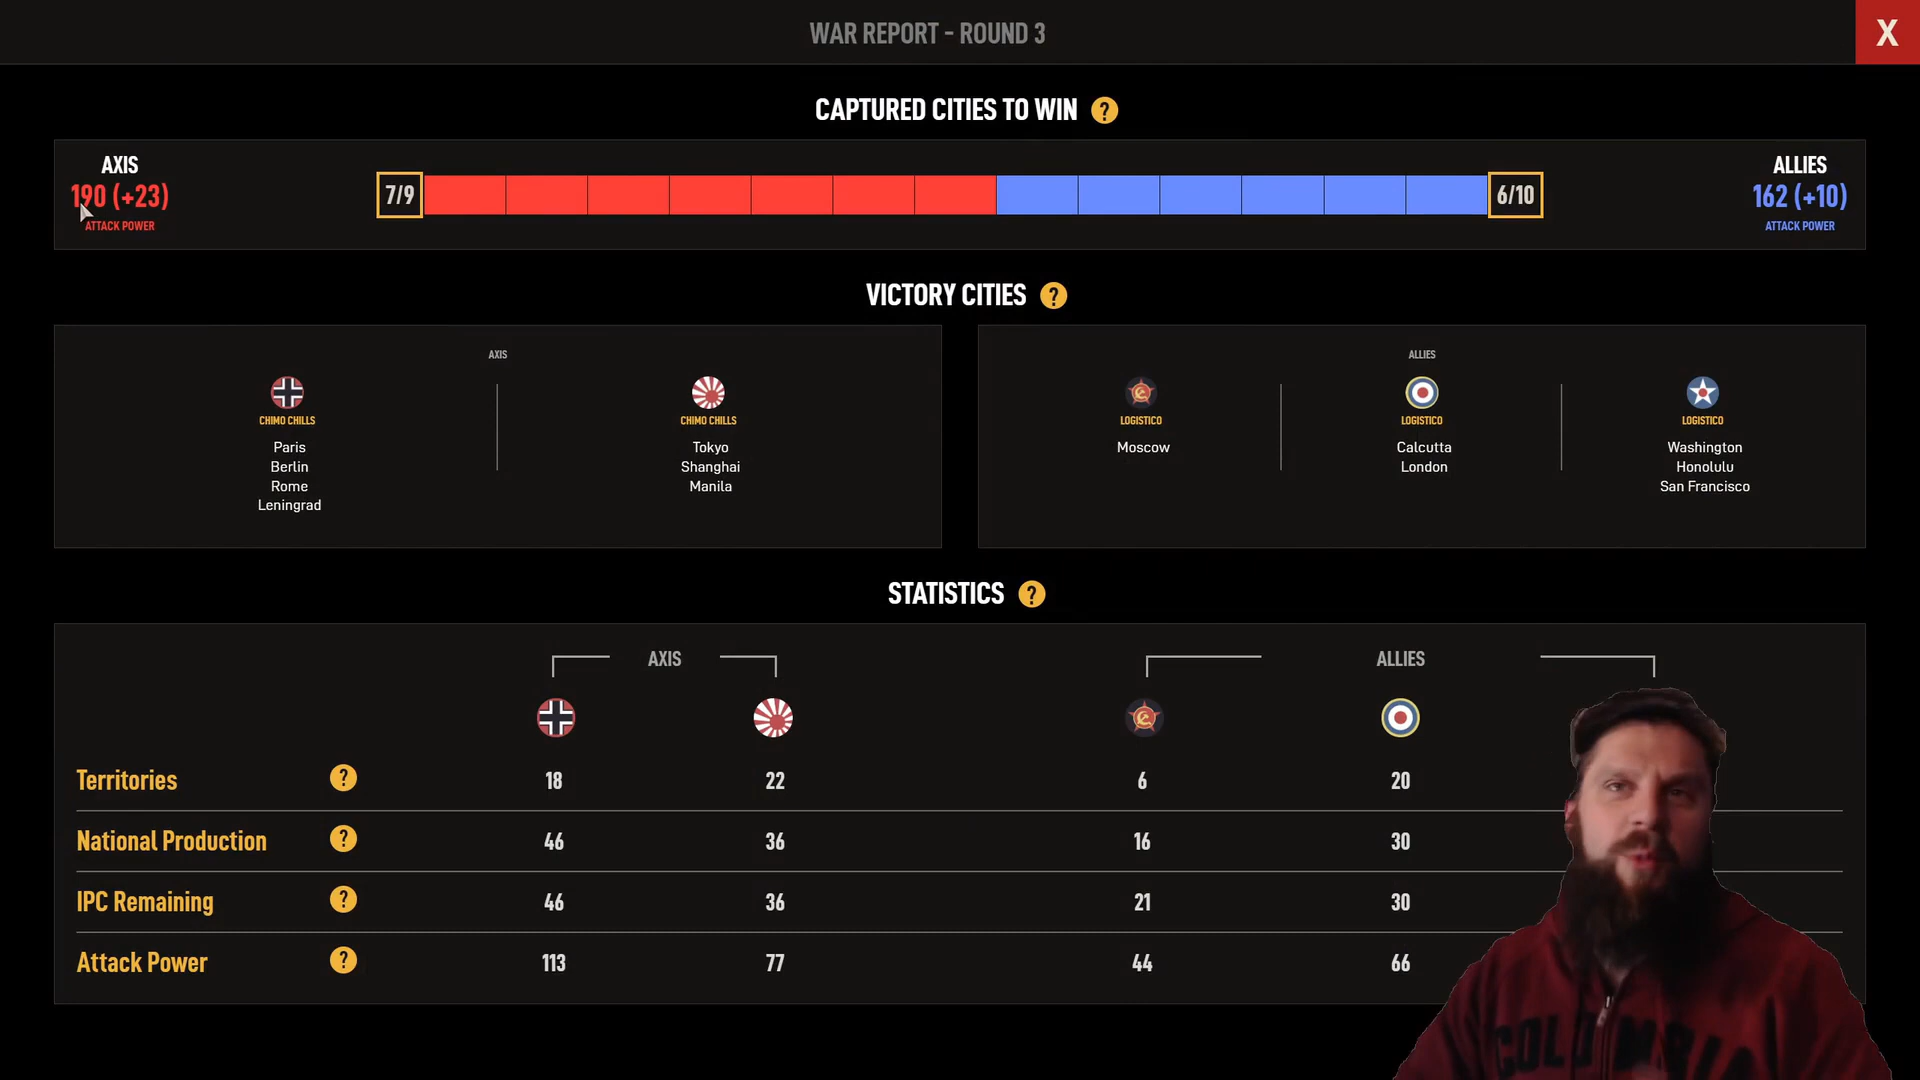 WAR REPORT - ROUND 3
X
CAPTURED CITIES TO WIN ?
AXIS
190 (+23)
ATTACK POWER
7/9
6/10
ALLIES
162 (+10)
ATTACK POWER
VICTORY CITIES ?
AXIS
CHIMO CHILLS
Paris
Berlin
Rome
Leningrad
CHIMO CHILLS
Tokyo
Shanghai
Manila
ALLIES
LOGISTICO
Moscow
LOGISTICO
Calcutta
London
LOGISTICO
Washington
Honolulu
San Francisco
STATISTICS ?
AXIS
ALLIES
Territories ? 18 22 6 20
National Production ? 46 36 16 30
IPC Remaining ? 46 36 21 30
Attack Power ? 113 77 44 66
COLUMBIA